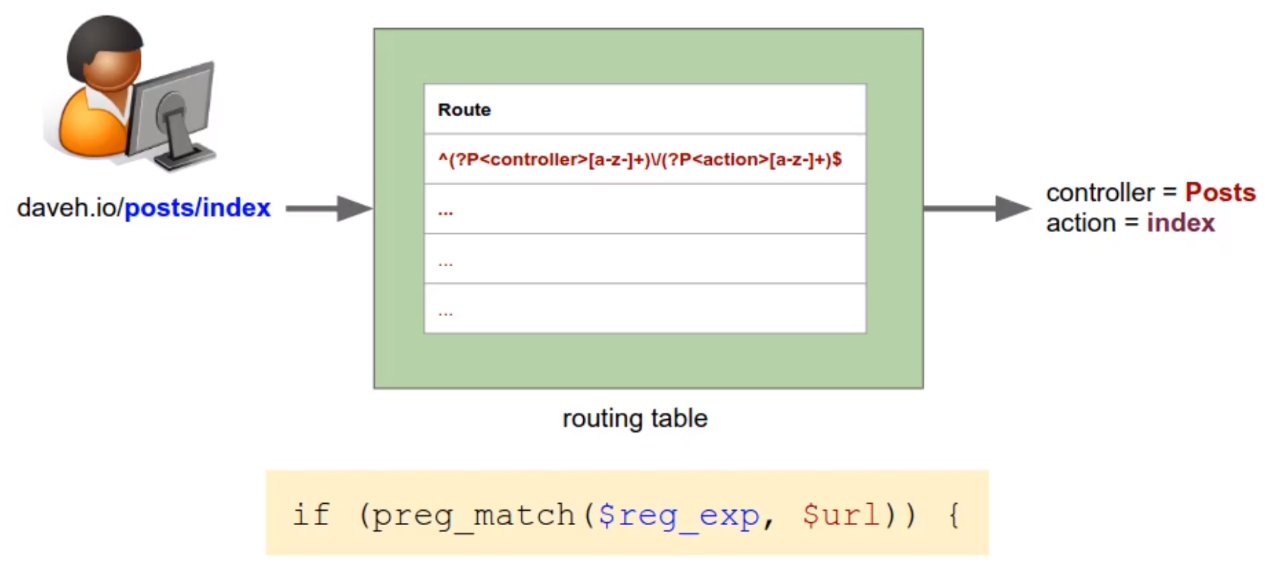 Route
^(?P<controller>[a-z-]+)\/(?P<action>[a-z-]+)$
...
...
...
daveh.io/posts/index
controller = Posts
action = index
routing table
if (preg_match($reg_exp, $url)) {